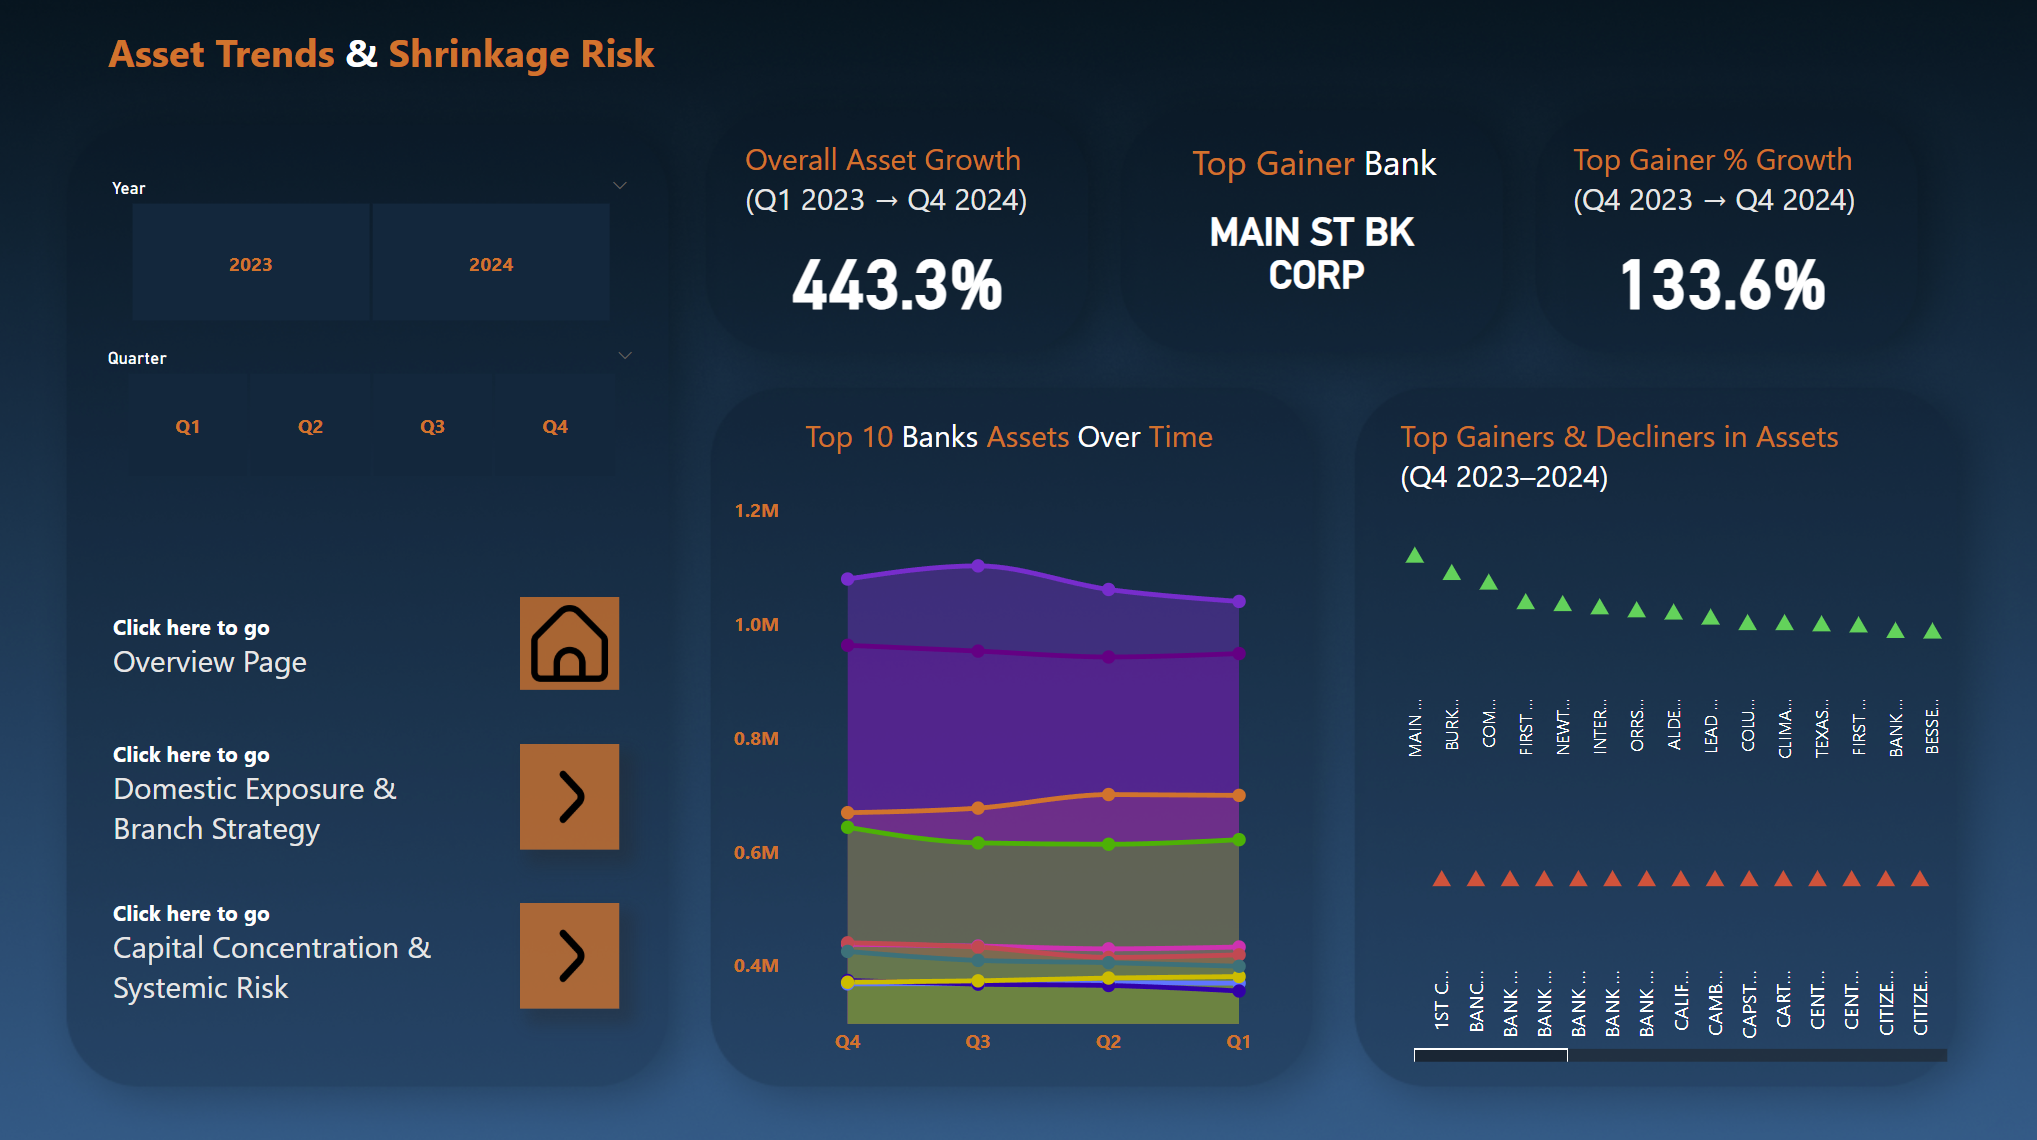 Asset Trends & Shrinkage Risk
Year
2023
2024
Quarter
Q1
Q2
Q3
Q4
Click here to go
Overview Page
Click here to go
Domestic Exposure &
Branch Strategy
Click here to go
Capital Concentration &
Systemic Risk
Overall Asset Growth
(Q1 2023 → Q4 2024)
443.3%
Top Gainer Bank
MAIN ST BK
CORP
Top Gainer % Growth
(Q4 2023 → Q4 2024)
133.6%
Top 10 Banks Assets Over Time
1.2M
1.0M
0.8M
0.6M
0.4M
Q4
Q3
Q2
Q1
Top Gainers & Decliners in Assets
(Q4 2023–2024)
MAIN ...
BURK...
COM...
FIRST ...
NEWT...
INTER...
ORRS...
ALDE...
LEAD ...
COLU...
CLIMA...
TEXAS...
FIRST ...
BANK ...
BESSE...
1ST C...
BANC...
BANK ...
BANK ...
BANK ...
BANK ...
BANK ...
CALIF...
CAMB...
CAPST...
CART...
CENT...
CENT...
CITIZE...
CITIZE...